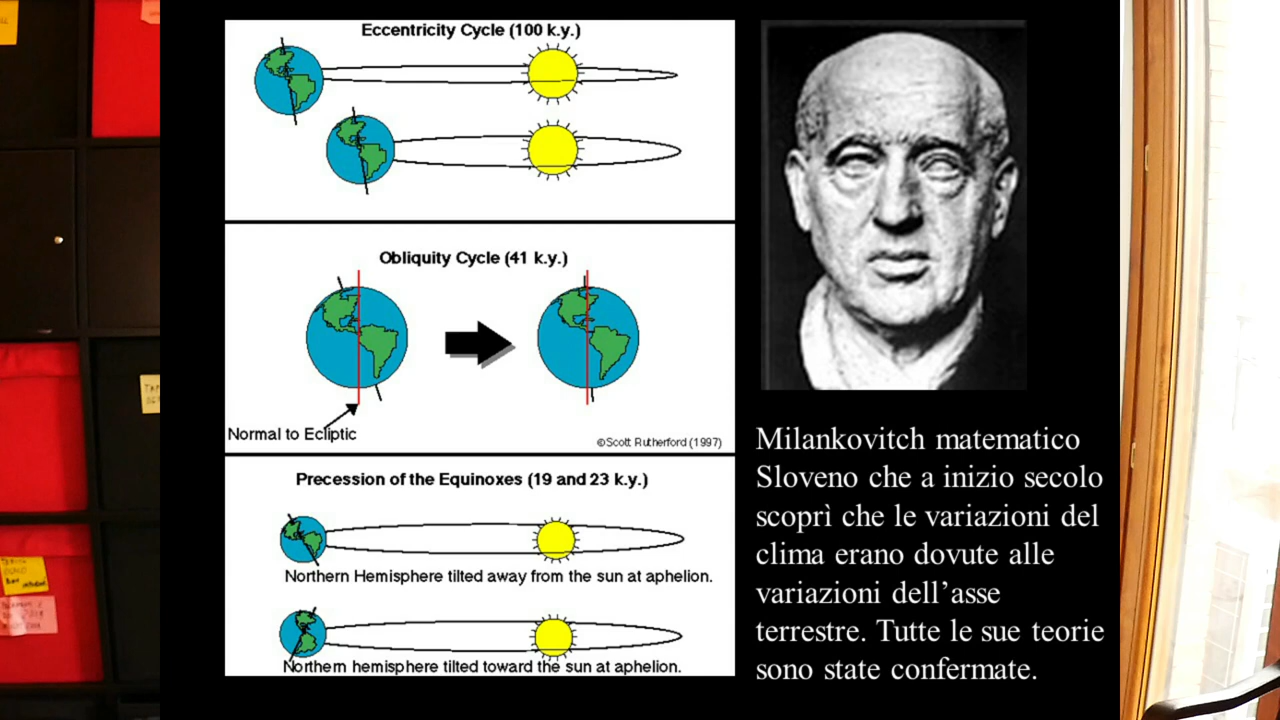 Eccentricity Cycle (100 k.y.)
Obliquity Cycle (41 k.y.)
Normal to Ecliptic
©Scott Rutherford (1997)
Precession of the Equinoxes (19 and 23 k.y.)
Northern Hemisphere tilted away from the sun at aphelion.
Northern hemisphere tilted toward the sun at aphelion.
Milankovitch matematico
Sloveno che a inizio secolo
scoprì che le variazioni del
clima erano dovute alle
variazioni dell’asse
terrestre. Tutte le sue teorie
sono state confermate.